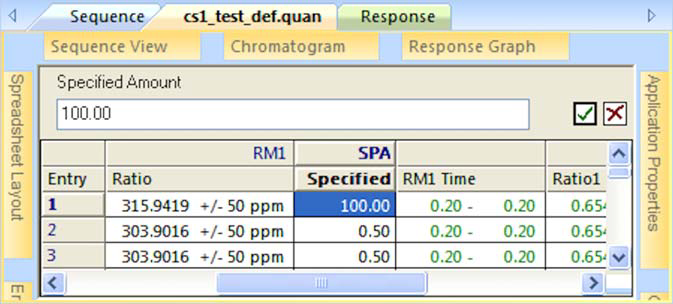 Sequence cs1_test_def.quan Response
Sequence View Chromatogram Response Graph
Spreadsheet Layout
Application Properties
Specified Amount
100.00
RM1 SPA
Entry Ratio Specified RM1 Time Ratio1
1 315.9419 +/- 50 ppm 100.00 0.20 - 0.20 0.654
2 303.9016 +/- 50 ppm 0.50 0.20 - 0.20 0.654
3 303.9016 +/- 50 ppm 0.50 0.20 - 0.20 0.654
Er